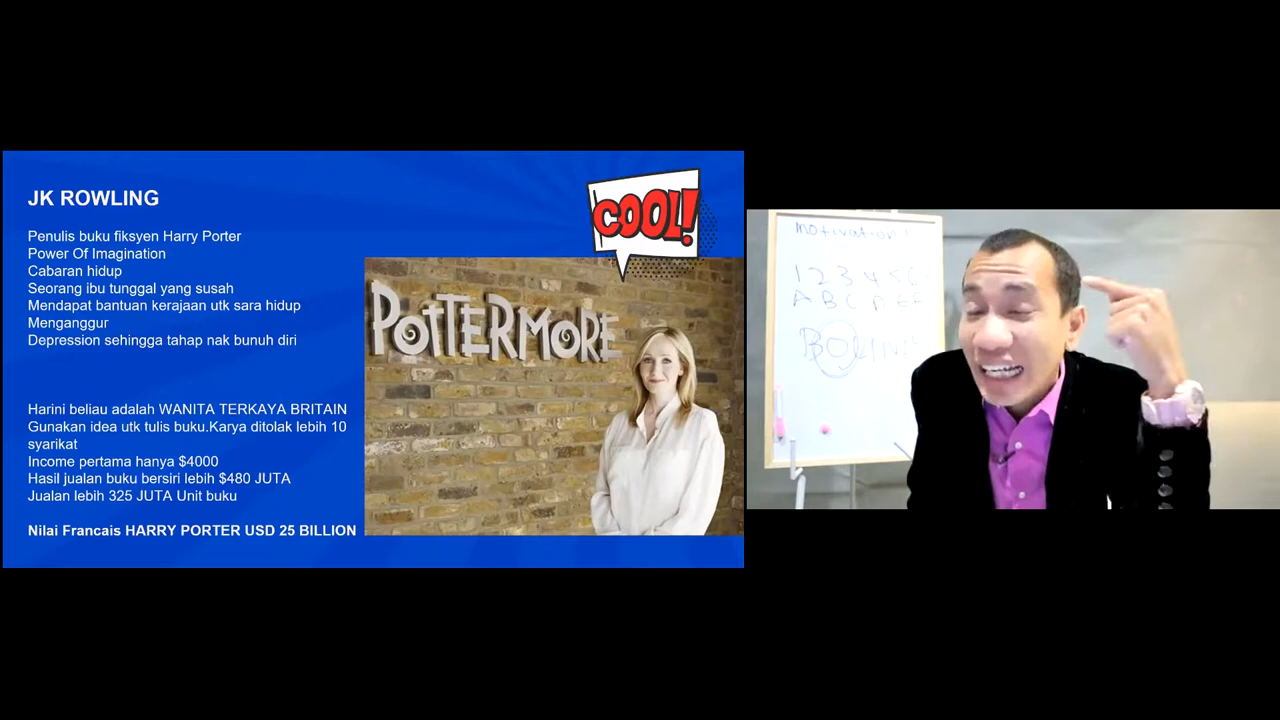 JK ROWLING
Penulis buku fiksyen Harry Porter
Power Of Imagination
Cabaran hidup
Seorang ibu tunggal yang susah
Mendapat bantuan kerajaan utk sara hidup
Menganggur
Depression sehingga tahap nak bunuh diri
Harini beliau adalah WANITA TERKAYA BRITAIN
Gunakan idea utk tulis buku.Karya ditolak lebih 10
syarikat
Income pertama hanya $4000
Hasil jualan buku bersiri lebih $480 JUTA
Jualan lebih 325 JUTA Unit buku
Nilai Francais HARRY PORTER USD 25 BILLION
COOL!
POTTERMORE
motivation
1 2 3 4 5 6
A B C D E F